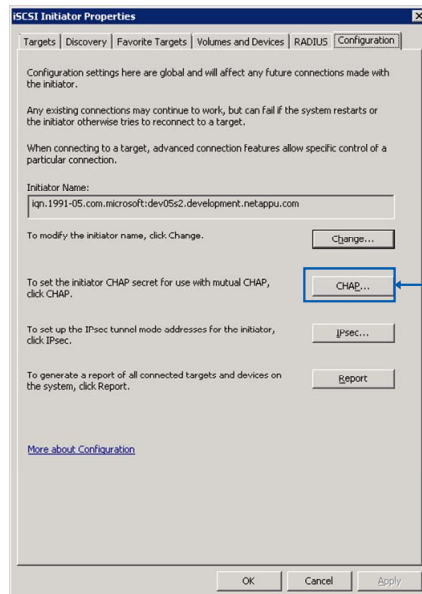 iSCSI Initiator Properties
Targets Discovery Favorite Targets Volumes and Devices RADIUS Configuration
Configuration settings here are global and will affect any future connections made with
the initiator.
Any existing connections may continue to work, but can fail if the system restarts or
the initiator otherwise tries to reconnect to a target.
When connecting to a target, advanced connection features allow specific control of a
particular connection.
Initiator Name:
iqn.1991-05.com.microsoft:dev05s2.development.netappu.com
To modify the initiator name, click Change.
Change...
To set the initiator CHAP secret for use with mutual CHAP,
click CHAP.
CHAP...
To set up the IPsec tunnel mode addresses for the initiator,
click IPsec.
IPsec...
To generate a report of all connected targets and devices on
the system, click Report.
Report
More about Configuration
OK Cancel Apply